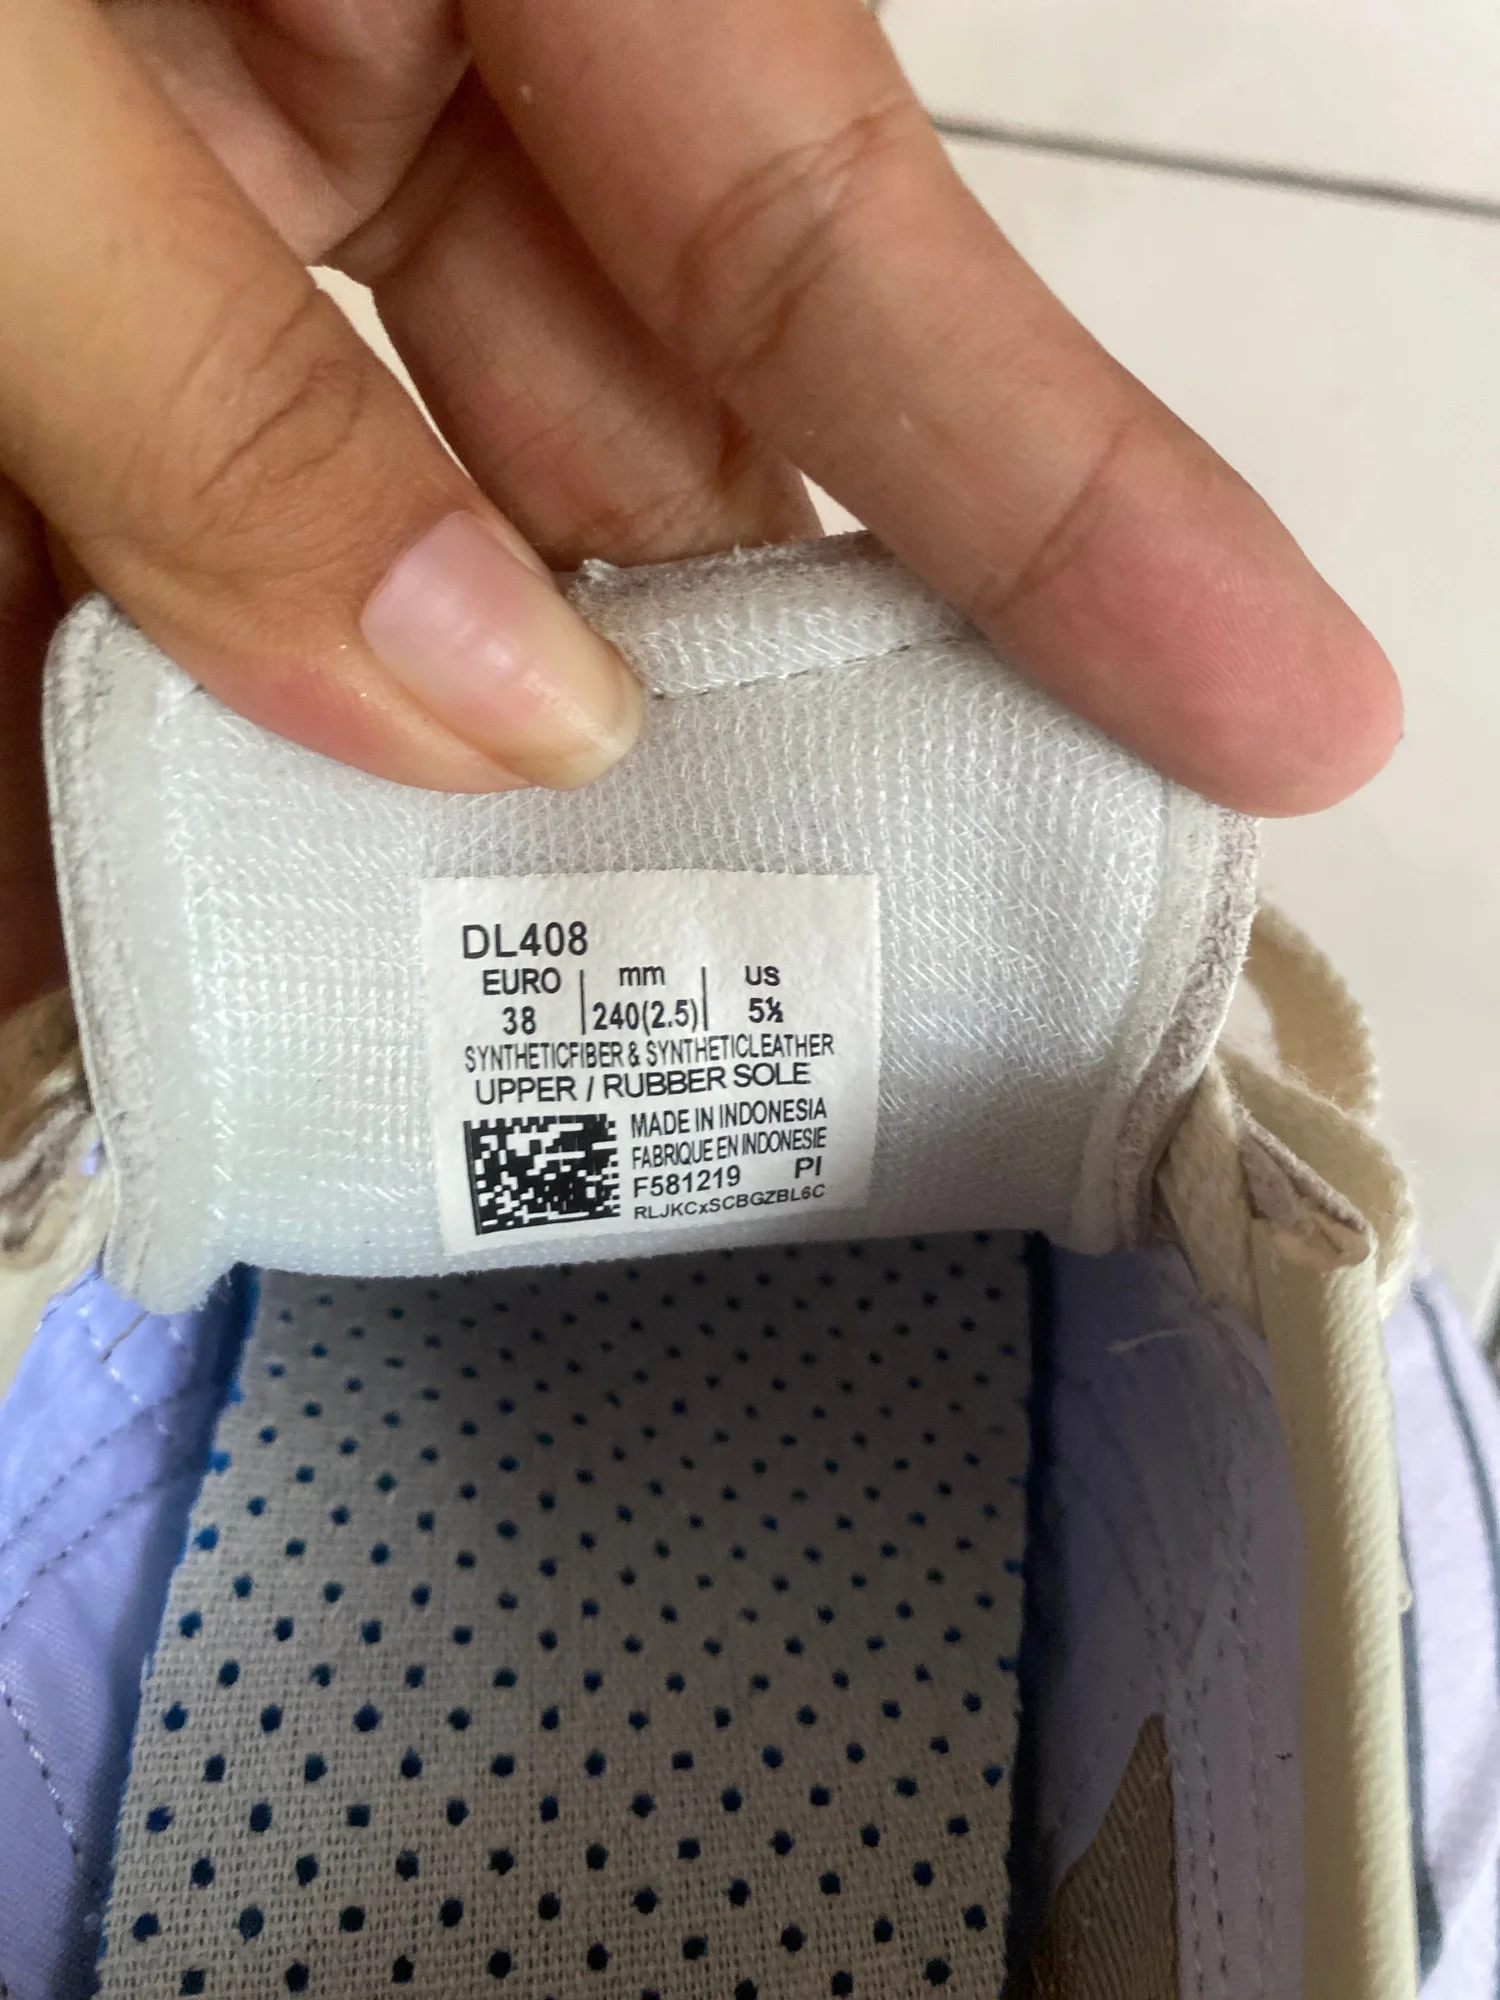 DL408
EURO | mm | US
38 | 240(2.5) | 5½
SYNTHETICFIBER & SYNTHETICLEATHER
UPPER / RUBBER SOLE
MADE IN INDONESIA
FABRIQUE EN INDONESIE
F581219 PI
RLJKCxSCBGZBL6C